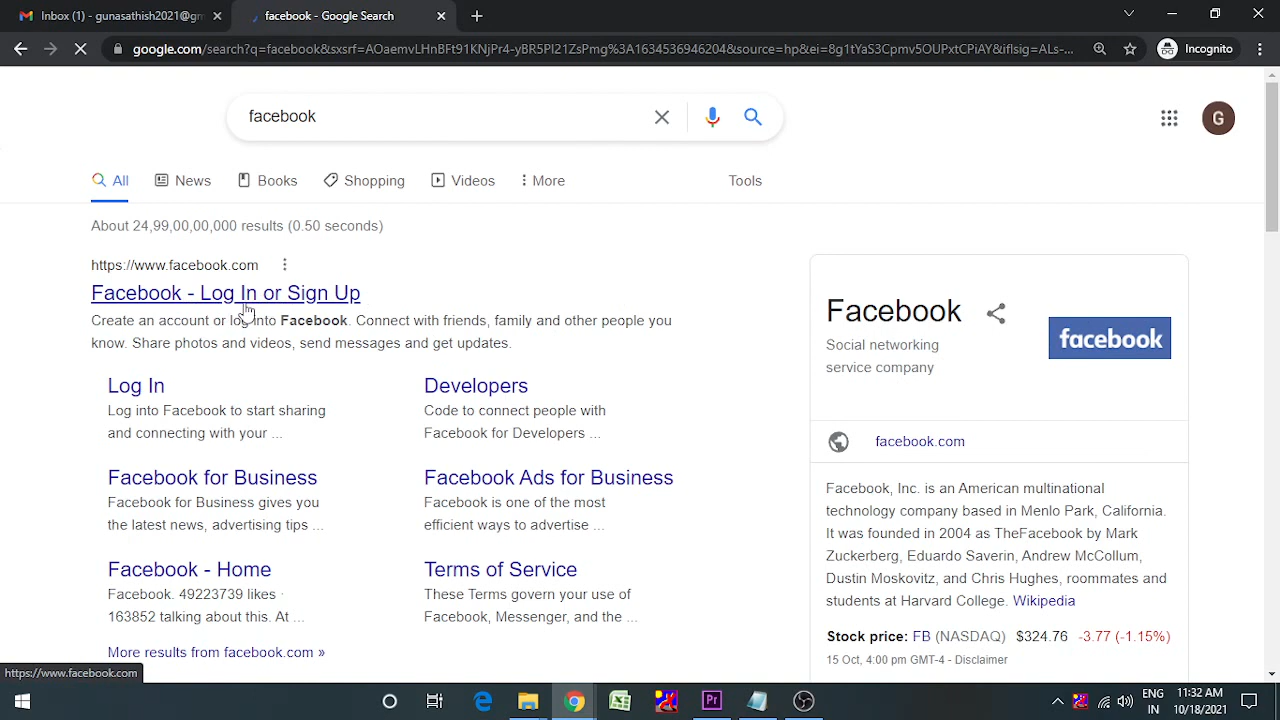 Inbox (1) - gunasathish2021@gm
facebook - Google Search
google.com/search?q=facebook&sxsrf=AOaemvLHnBFt91KNjPr4-yBR5PI21ZsPmg%3A1634536946204&source=hp&ei=8g1tYaS3Cpmv5OUPxtCPiAY&iflsig=ALs-...
Incognito
facebook
G
All
News
Books
Shopping
Videos
More
Tools
About 24,99,00,00,000 results (0.50 seconds)
https://www.facebook.com
Facebook - Log In or Sign Up
Create an account or log into Facebook. Connect with friends, family and other people you
know. Share photos and videos, send messages and get updates.
Log In
Log into Facebook to start sharing
and connecting with your ...
Developers
Code to connect people with
Facebook for Developers ...
Facebook for Business
Facebook for Business gives you
the latest news, advertising tips ...
Facebook Ads for Business
Facebook is one of the most
efficient ways to advertise ...
Facebook - Home
Facebook. 49223739 likes ·
163852 talking about this. At ...
Terms of Service
These Terms govern your use of
Facebook, Messenger, and the ...
More results from facebook.com »
Facebook
Social networking
service company
facebook
facebook.com
Facebook, Inc. is an American multinational
technology company based in Menlo Park, California.
It was founded in 2004 as TheFacebook by Mark
Zuckerberg, Eduardo Saverin, Andrew McCollum,
Dustin Moskovitz, and Chris Hughes, roommates and
students at Harvard College. Wikipedia
Stock price: FB (NASDAQ) $324.76 -3.77 (-1.15%)
15 Oct, 4:00 pm GMT-4 - Disclaimer
https://www.facebook.com
Pr
ENG
IN
11:32 AM
10/18/2021